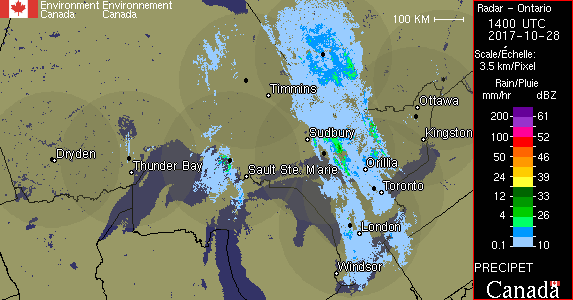 Environment Environnement
Canada Canada
100 KM
Timmins
Ottawa
Sudbury
Kingston
Dryden
Thunder Bay
Sault Ste. Marie
Orillia
Toronto
London
Windsor
Radar - Ontario
1400 UTC
2017-10-28
Scale/Échelle:
3.5 km/Pixel
Rain/Pluie
mm/hr dBZ
200 61
100 52
50 46
24 39
12 33
4 26
0.1 10
PRECIPET
Canada